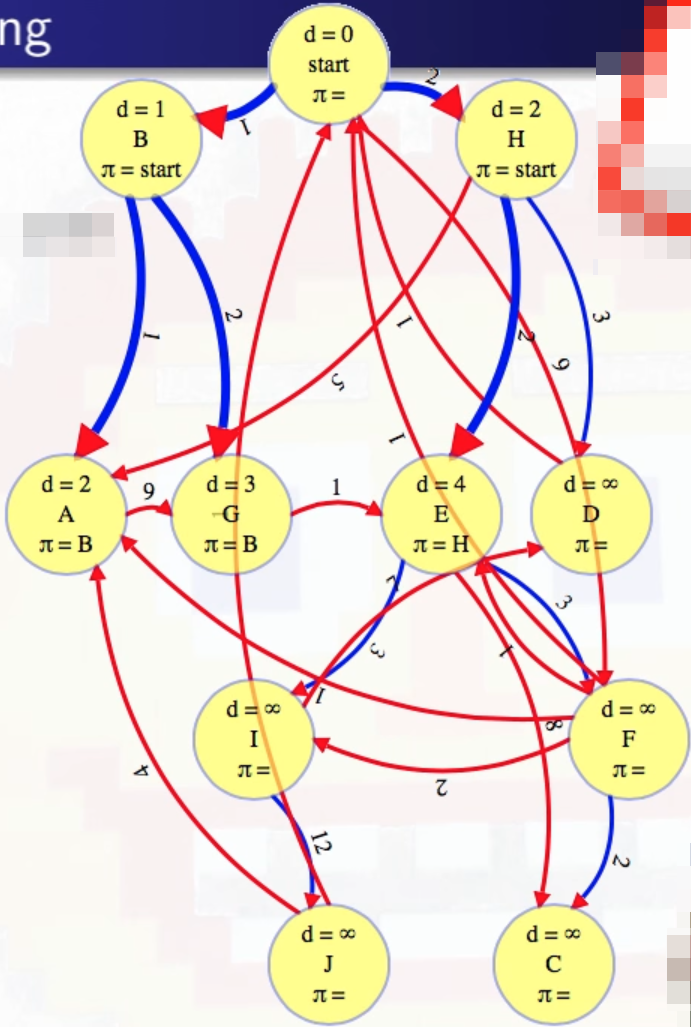 ng
d = 0
start
π =
d = 1
B
π = start
d = 2
H
π = start
1
2
1
2
2
3
1
6
5
1
d = 2
A
π = B
9
d = 3
G
π = B
1
d = 4
E
π = H
d = ∞
D
π =
7
3
3
1
1
d = ∞
I
π =
8
d = ∞
F
π =
2
4
12
2
d = ∞
J
π =
d = ∞
C
π =